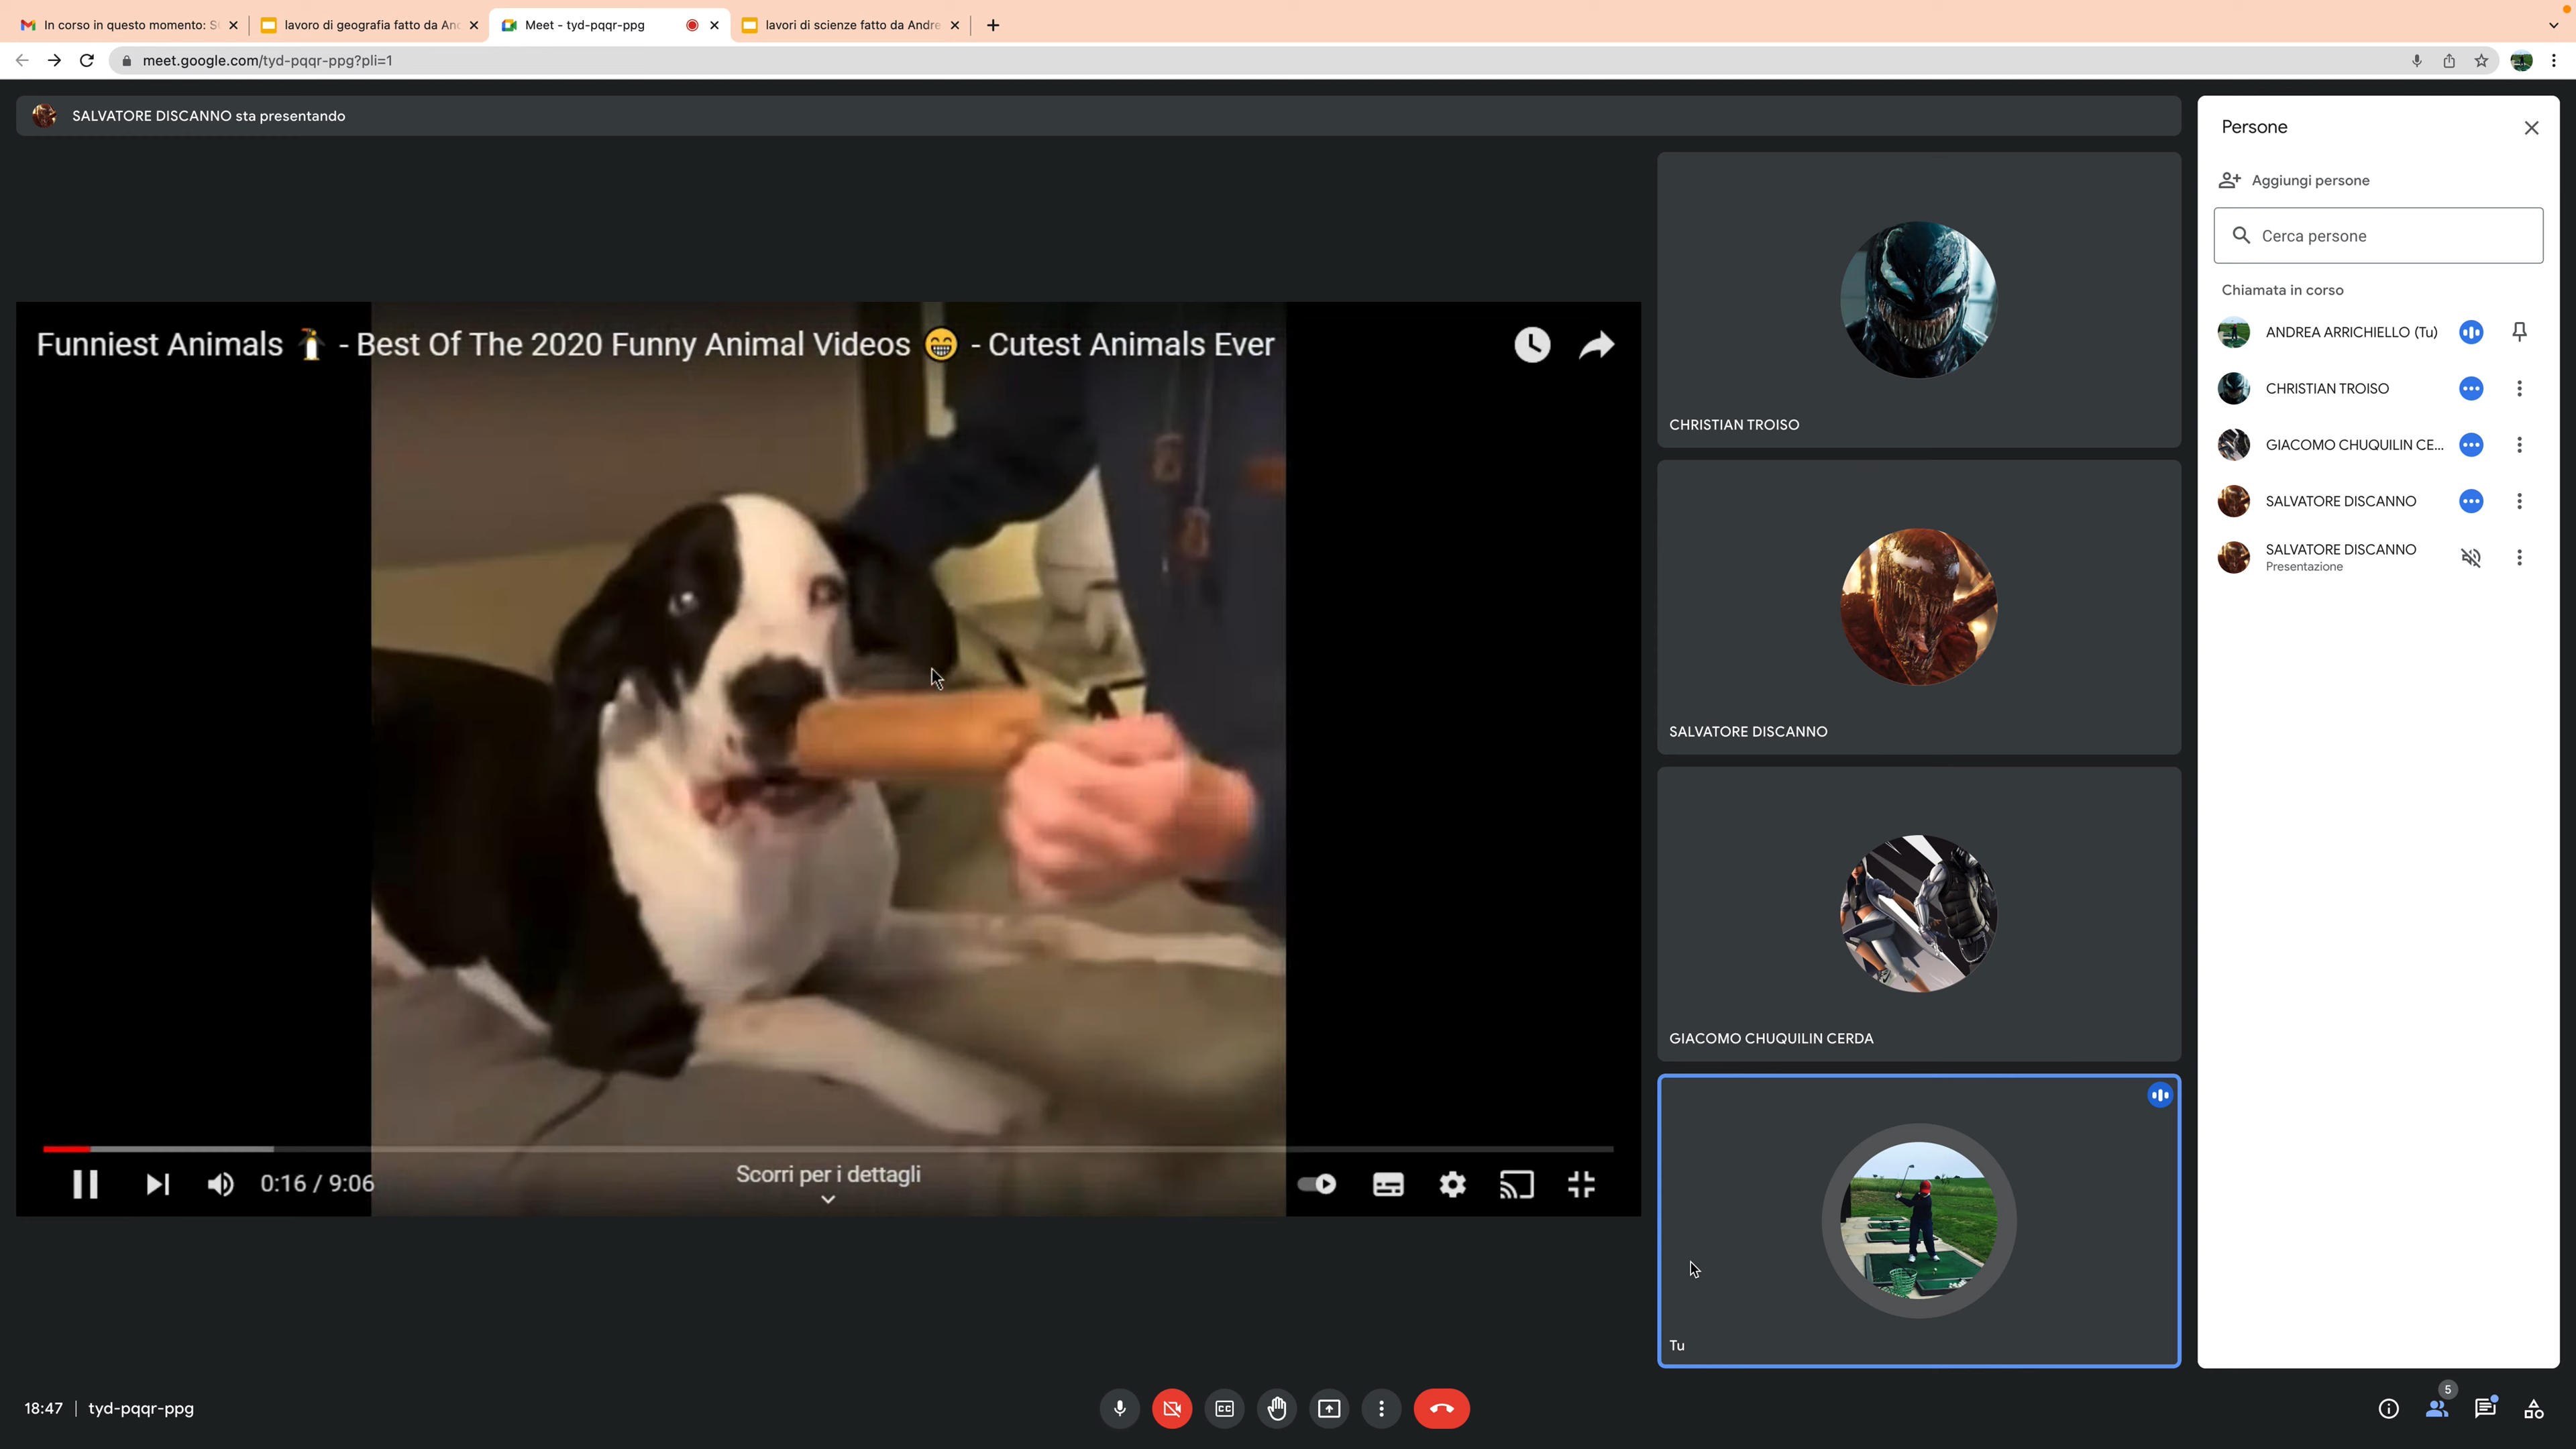 In corso in questo momento: S
lavoro di geografia fatto da And
Meet - tyd-pqqr-ppg
lavori di scienze fatto da Andre
meet.google.com/tyd-pqqr-ppg?pli=1
SALVATORE DISCANNO sta presentando
Funniest Animals - Best Of The 2020 Funny Animal Videos 😁 - Cutest Animals Ever
Scorri per i dettagli
0:16 / 9:06
CHRISTIAN TROISO
SALVATORE DISCANNO
GIACOMO CHUQUILIN CERDA
Tu
Persone
Aggiungi persone
Cerca persone
Chiamata in corso
ANDREA ARRICHIELLO (Tu)
CHRISTIAN TROISO
GIACOMO CHUQUILIN CE...
SALVATORE DISCANNO
SALVATORE DISCANNO
Presentazione
18:47 | tyd-pqqr-ppg
CC
5